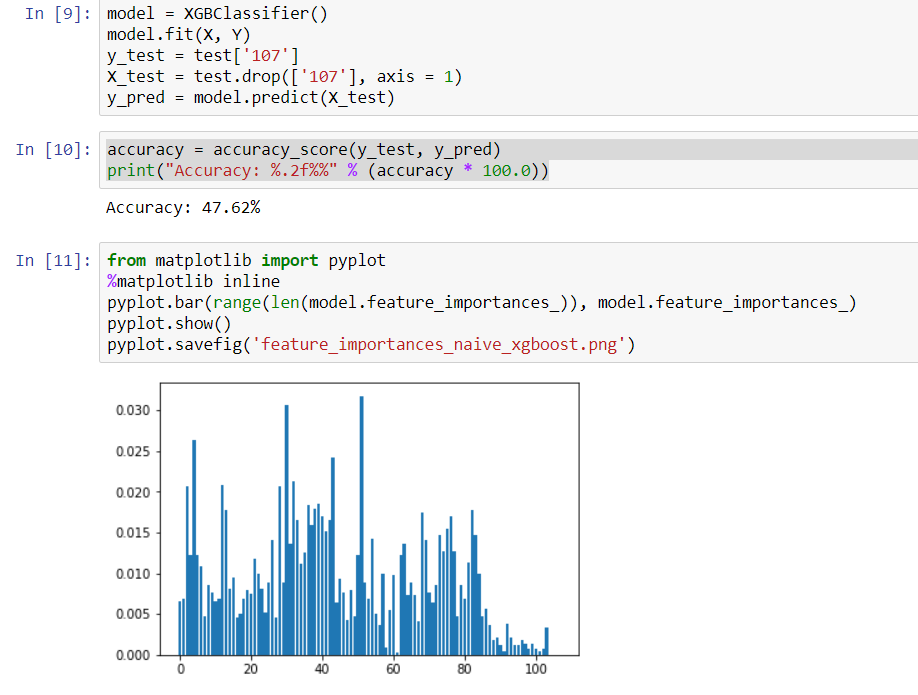 In [9]: model = XGBClassifier()
model.fit(X, Y)
y_test = test['107']
X_test = test.drop(['107'], axis = 1)
y_pred = model.predict(X_test)
In [10]: accuracy = accuracy_score(y_test, y_pred)
print("Accuracy: %.2f%%" % (accuracy * 100.0))
Accuracy: 47.62%
In [11]: from matplotlib import pyplot
%matplotlib inline
pyplot.bar(range(len(model.feature_importances_)), model.feature_importances_)
pyplot.show()
pyplot.savefig('feature_importances_naive_xgboost.png')
0.030
0.025
0.020
0.015
0.010
0.005
0.000
0 20 40 60 80 100